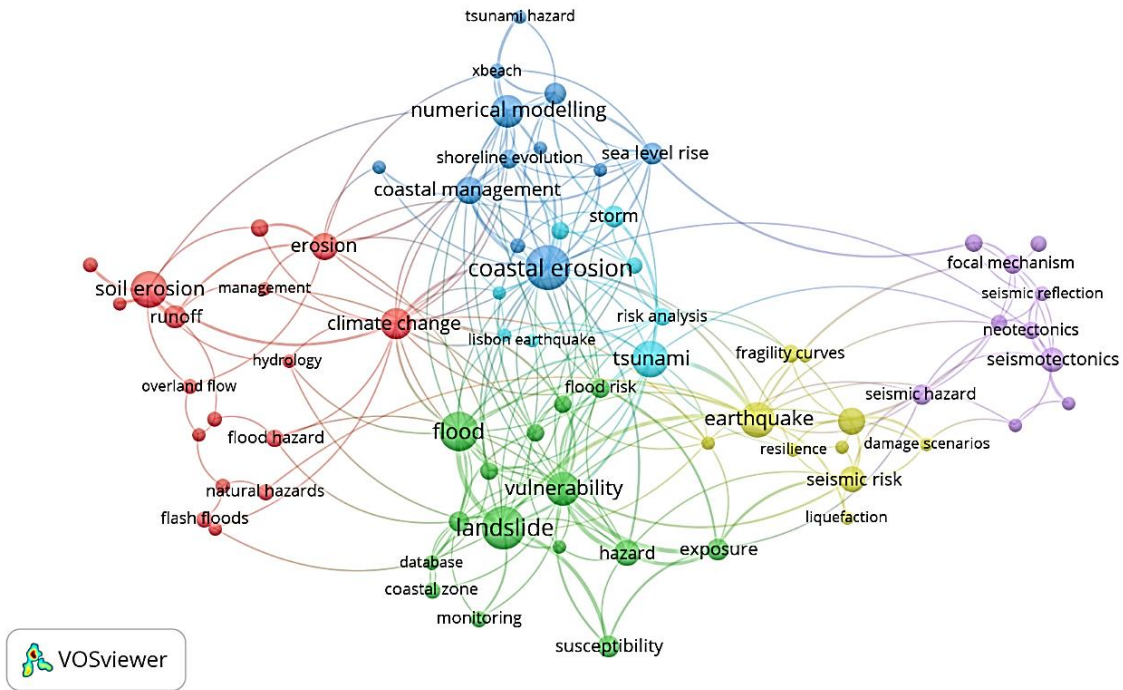 tsunami hazard
xbeach
numerical modelling
shoreline evolution
sea level rise
coastal management
storm
erosion
coastal erosion
focal mechanism
soil erosion
management
seismic reflection
runoff
climate change
risk analysis
neotectonics
lisbon earthquake
fragility curves
hydrology
tsunami
seismotectonics
overland flow
flood risk
seismic hazard
earthquake
flood
flood hazard
damage scenarios
resilience
seismic risk
vulnerability
natural hazards
flash floods
liquefaction
landslide
hazard
exposure
database
coastal zone
monitoring
susceptibility
VOSviewer